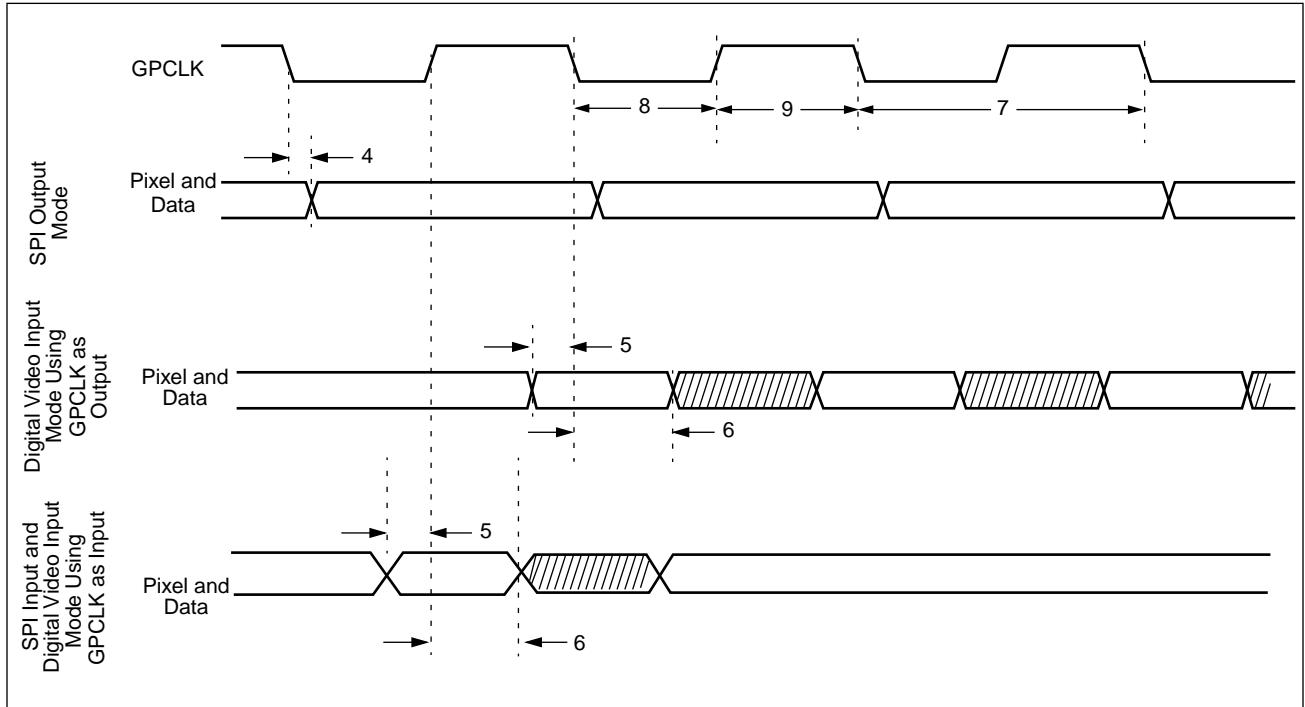 GPCLK
8
9
7
4
SPI Output
Mode
Pixel and
Data
Digital Video Input
Mode Using
GPCLK as
Output
5
Pixel and
Data
6
SPI Input and
Digital Video Input
Mode Using
GPCLK as Input
5
Pixel and
Data
6